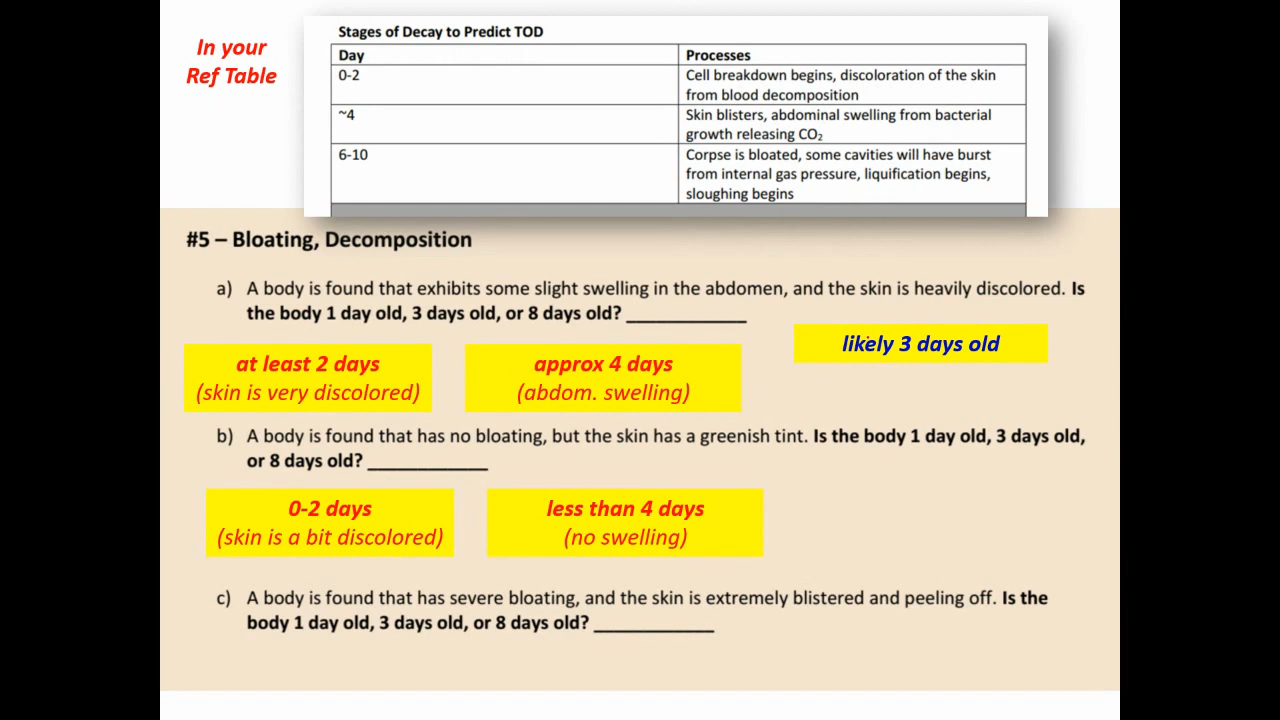 In your
Ref Table
Stages of Decay to Predict TOD
Day Processes
0-2 Cell breakdown begins, discoloration of the skin
from blood decomposition
~4 Skin blisters, abdominal swelling from bacterial
growth releasing CO₂
6-10 Corpse is bloated, some cavities will have burst
from internal gas pressure, liquification begins,
sloughing begins
#5 – Bloating, Decomposition
a) A body is found that exhibits some slight swelling in the abdomen, and the skin is heavily discolored. Is
the body 1 day old, 3 days old, or 8 days old? ____________
likely 3 days old
at least 2 days
(skin is very discolored)
approx 4 days
(abdom. swelling)
b) A body is found that has no bloating, but the skin has a greenish tint. Is the body 1 day old, 3 days old,
or 8 days old? ____________
0-2 days
(skin is a bit discolored)
less than 4 days
(no swelling)
c) A body is found that has severe bloating, and the skin is extremely blistered and peeling off. Is the
body 1 day old, 3 days old, or 8 days old? ____________